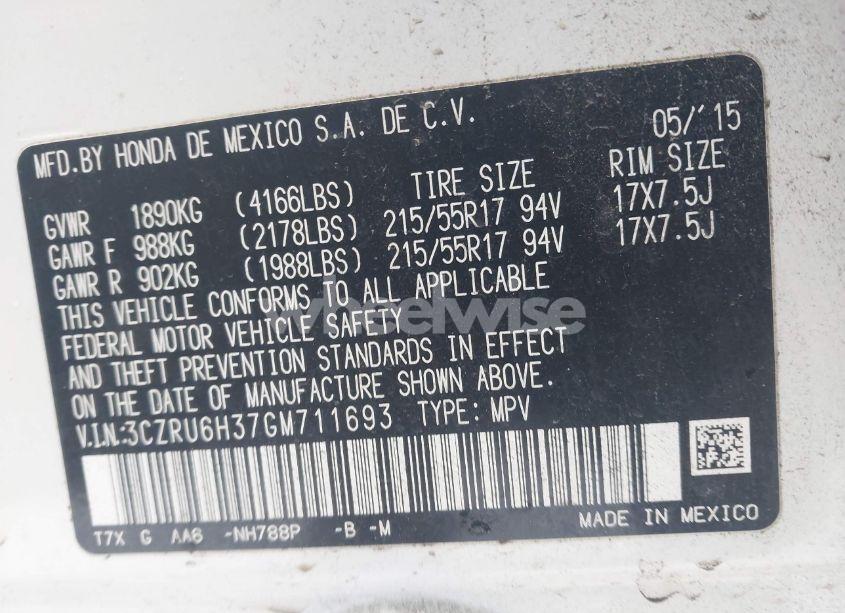 MFD.BY HONDA DE MEXICO S.A. DE C.V. 05/'15
TIRE SIZE RIM SIZE
GVWR 1890KG (4166LBS)
GAWR F 988KG (2178LBS) 215/55R17 94V 17X7.5J
GAWR R 902KG (1988LBS) 215/55R17 94V 17X7.5J
THIS VEHICLE CONFORMS TO ALL APPLICABLE
FEDERAL MOTOR VEHICLE SAFETY
AND THEFT PREVENTION STANDARDS IN EFFECT
ON THE DATE OF MANUFACTURE SHOWN ABOVE.
V.I.N:3CZRU6H37GM711693 TYPE: MPV
T7X G AA6 -NH788P -B -M MADE IN MEXICO
wheelwise